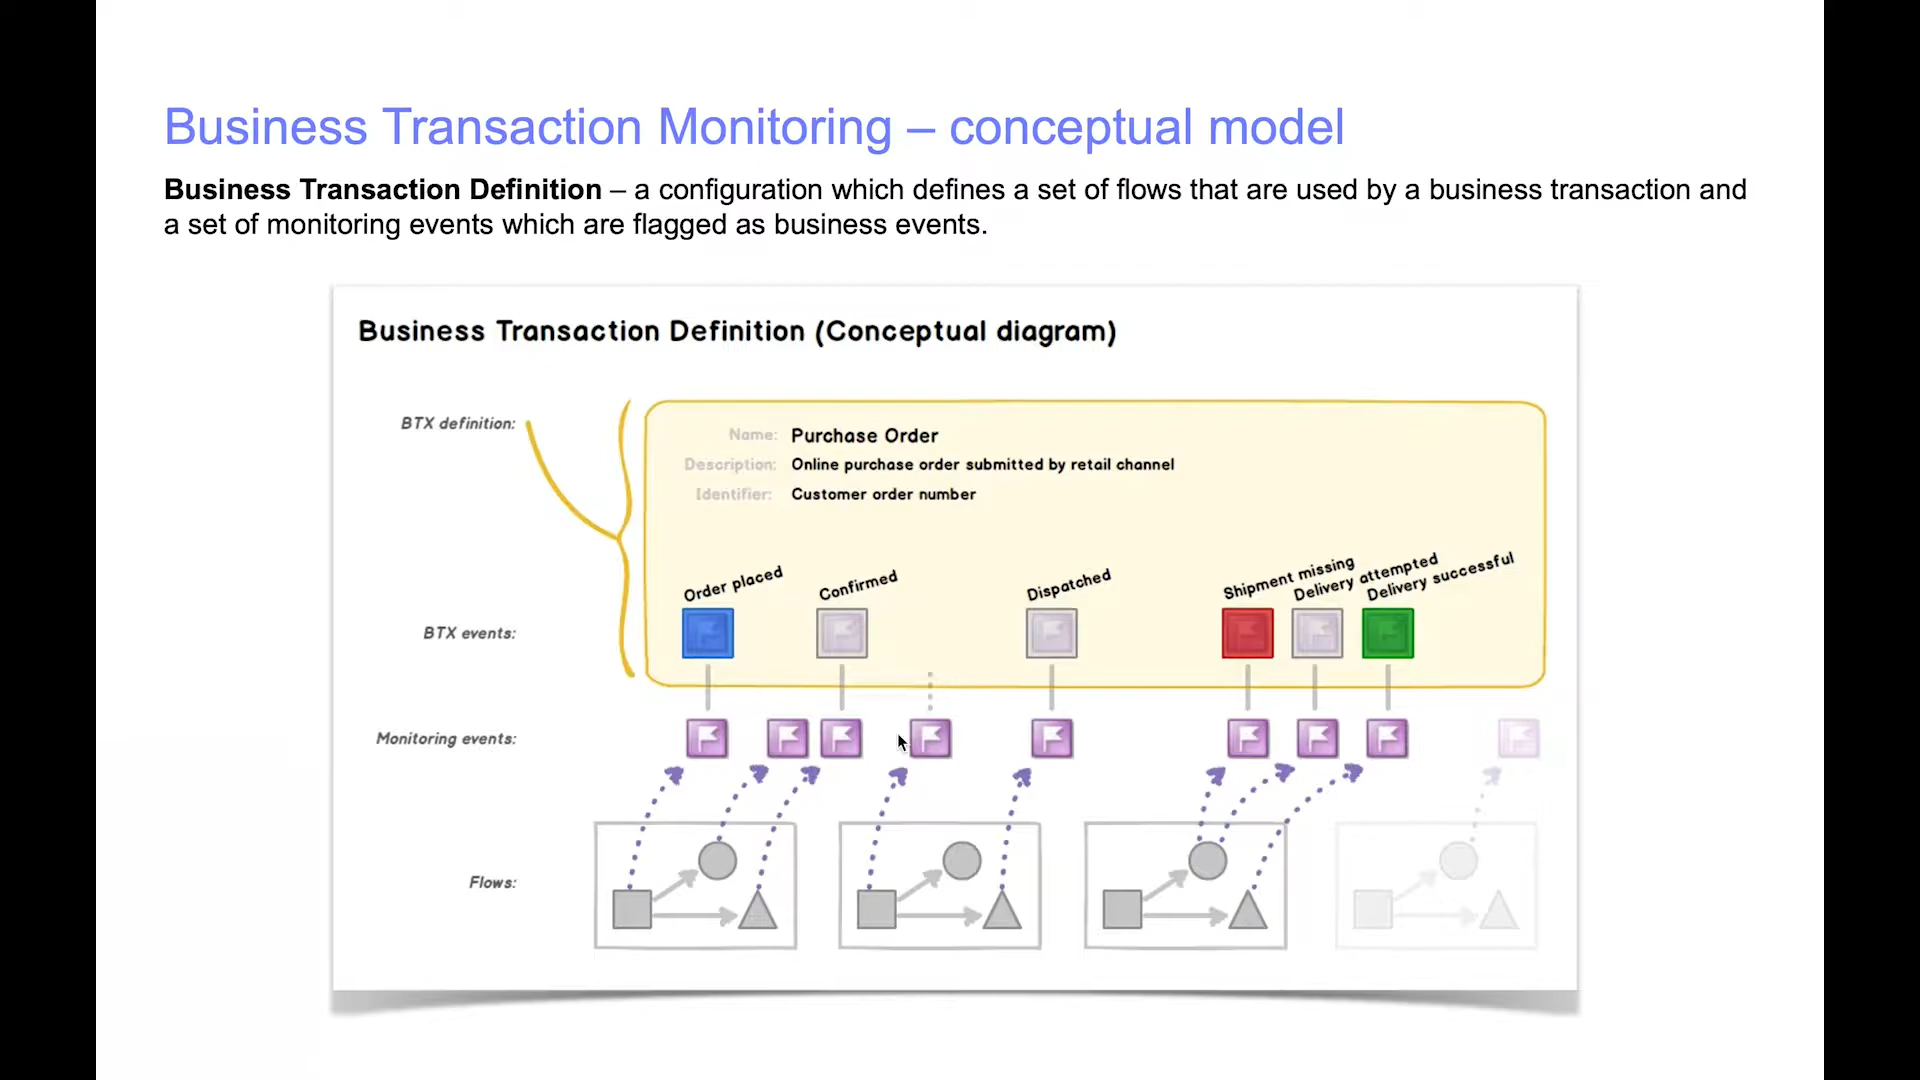 Business Transaction Monitoring – conceptual model
Business Transaction Definition – a configuration which defines a set of flows that are used by a business transaction and
a set of monitoring events which are flagged as business events.
Business Transaction Definition (Conceptual diagram)
BTX definition:
Name: Purchase Order
Description: Online purchase order submitted by retail channel
Identifier: Customer order number
Order placed
Confirmed
Dispatched
Shipment missing
Delivery attempted
Delivery successful
BTX events:
Monitoring events:
Flows: